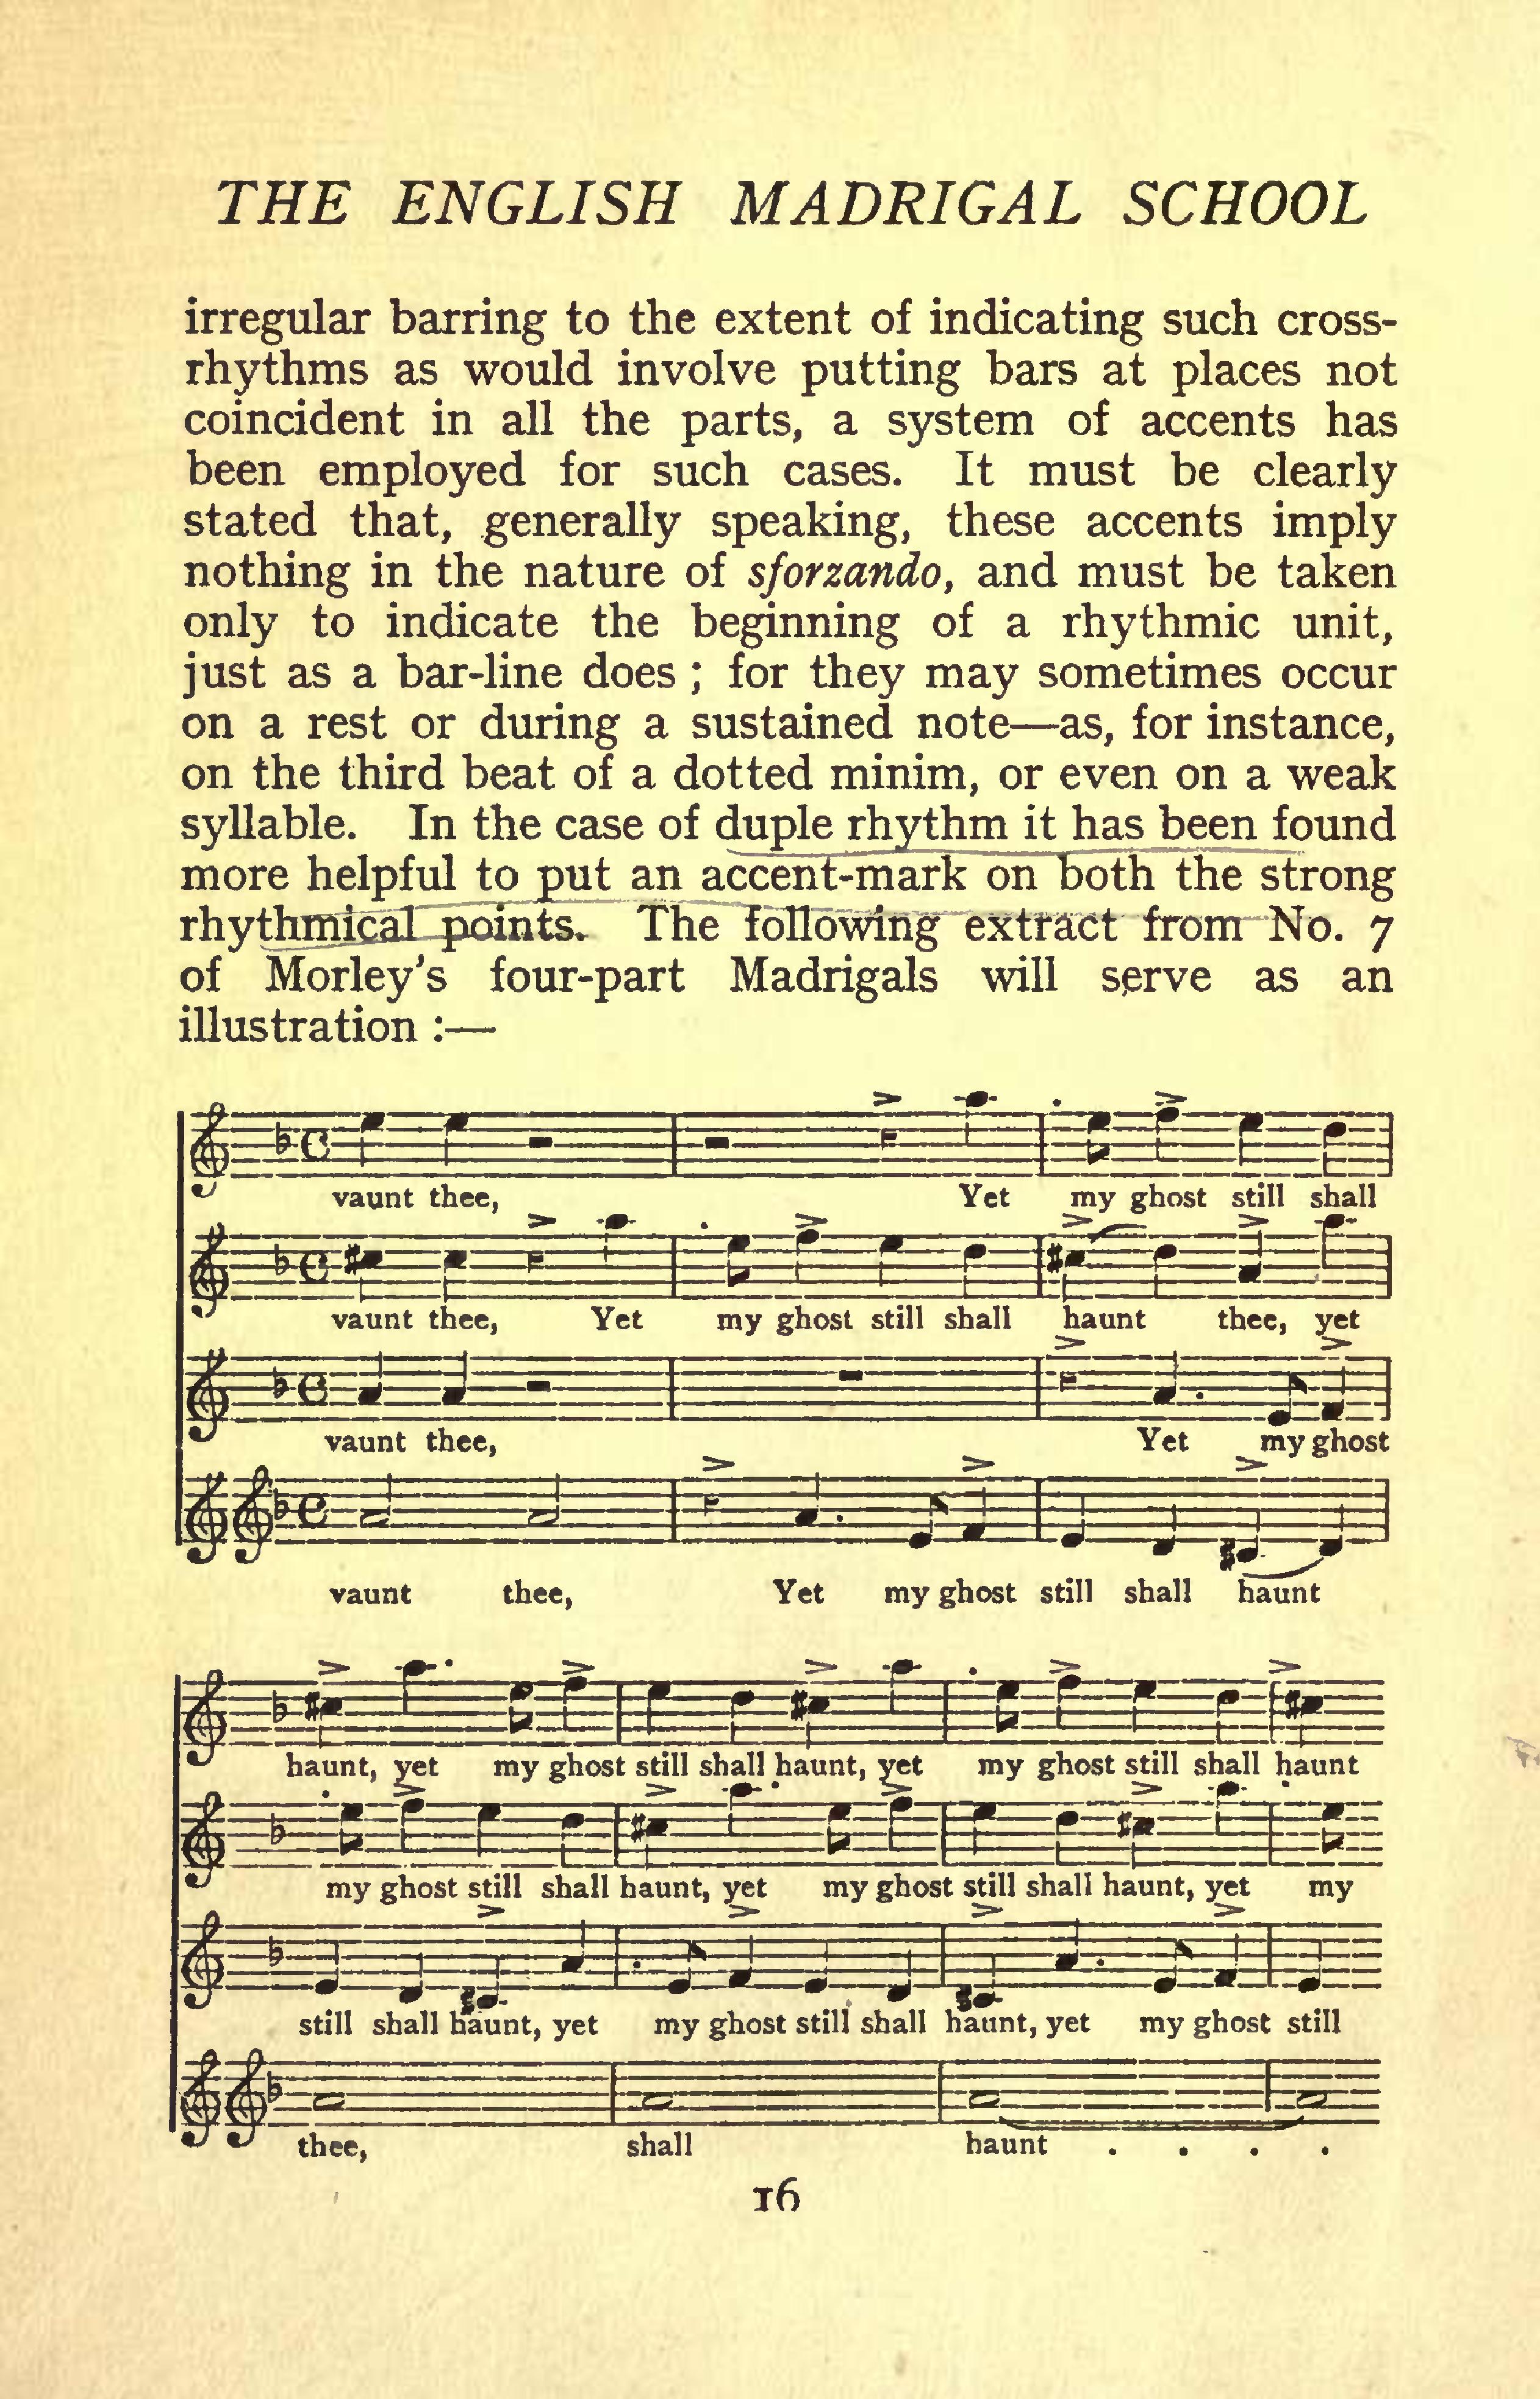 THE ENGLISH MADRIGAL SCHOOL
irregular barring to the extent of indicating such cross-
rhythms as would involve putting bars at places not
coincident in all the parts, a system of accents has
been employed for such cases. It must be clearly
stated that, generally speaking, these accents imply
nothing in the nature of sforzando, and must be taken
only to indicate the beginning of a rhythmic unit,
just as a bar-line does ; for they may sometimes occur
on a rest or during a sustained note—as, for instance,
on the third beat of a dotted minim, or even on a weak
syllable. In the case of duple rhythm it has been found
more helpful to put an accent-mark on both the strong
rhythmical points. The following extract from No. 7
of Morley's four-part Madrigals will serve as an
illustration :—
vaunt thee, Yet my ghost still shall
vaunt thee, Yet my ghost still shall haunt thee, yet
vaunt thee, Yet my ghost
vaunt thee, Yet my ghost still shall haunt
haunt, yet my ghost still shall haunt, yet my ghost still shall haunt
my ghost still shall haunt, yet my ghost still shall haunt, yet my
still shall haunt, yet my ghost still shall haunt, yet my ghost still
thee, shall haunt . . . .
16